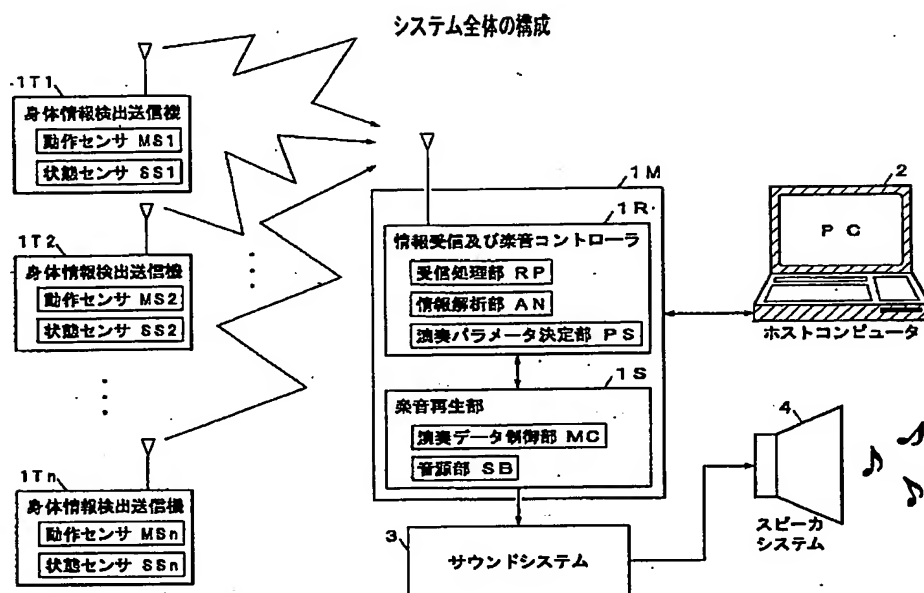 システム全体の構成
1T1
身体情報検出送信機
動作センサ MS1
状態センサ SS1
1T2
身体情報検出送信機
動作センサ MS2
状態センサ SS2
1Tn
身体情報検出送信機
動作センサ MSn
状態センサ SSn
1M
1R
情報受信及び楽音コントローラ
受信処理部 RP
情報解析部 AN
演奏パラメータ決定部 PS
1S
楽音再生部
演奏データ制御部 MC
音源部 SB
3
サウンドシステム
2
PC
ホストコンピュータ
4
スピーカ
システム